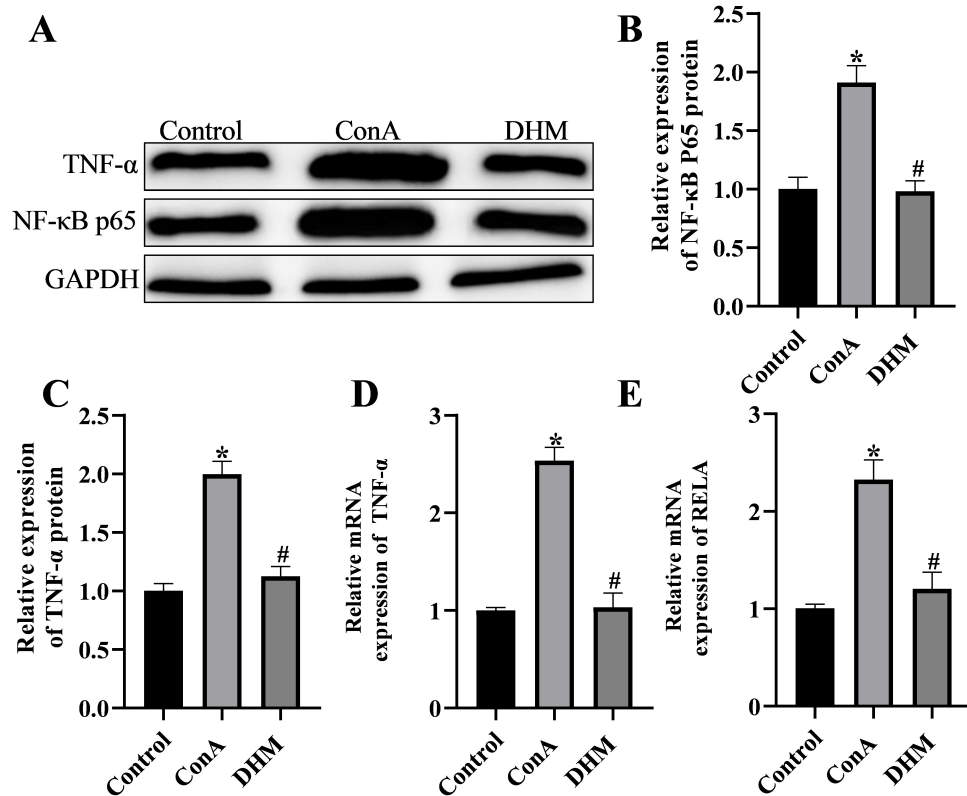 A
Control ConA DHM
TNF-α
NF-κB p65
GAPDH
B
Relative expression
of NF-κB P65 protein
2.5
2.0
1.5
1.0
0.5
0.0
*
#
Control
ConA
DHM
C
Relative expression
of TNF-α protein
2.5
2.0
1.5
1.0
0.5
0.0
*
#
Control
ConA
DHM
D
Relative mRNA
expression of TNF-α
3
2
1
0
*
#
Control
ConA
DHM
E
Relative mRNA
expression of RELA
3
2
1
0
*
#
Control
ConA
DHM